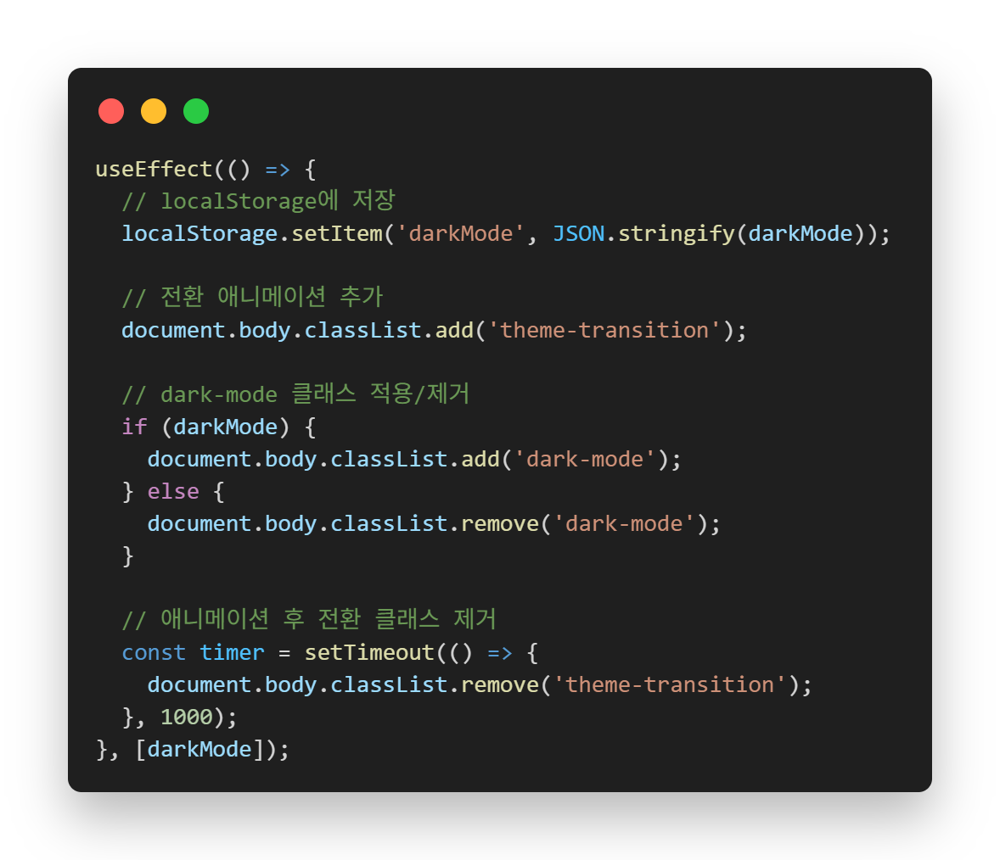 useEffect(() => {
  // localStorage에 저장
  localStorage.setItem('darkMode', JSON.stringify(darkMode));

  // 전환 애니메이션 추가
  document.body.classList.add('theme-transition');

  // dark-mode 클래스 적용/제거
  if (darkMode) {
    document.body.classList.add('dark-mode');
  } else {
    document.body.classList.remove('dark-mode');
  }

  // 애니메이션 후 전환 클래스 제거
  const timer = setTimeout(() => {
    document.body.classList.remove('theme-transition');
  }, 1000);
}, [darkMode]);